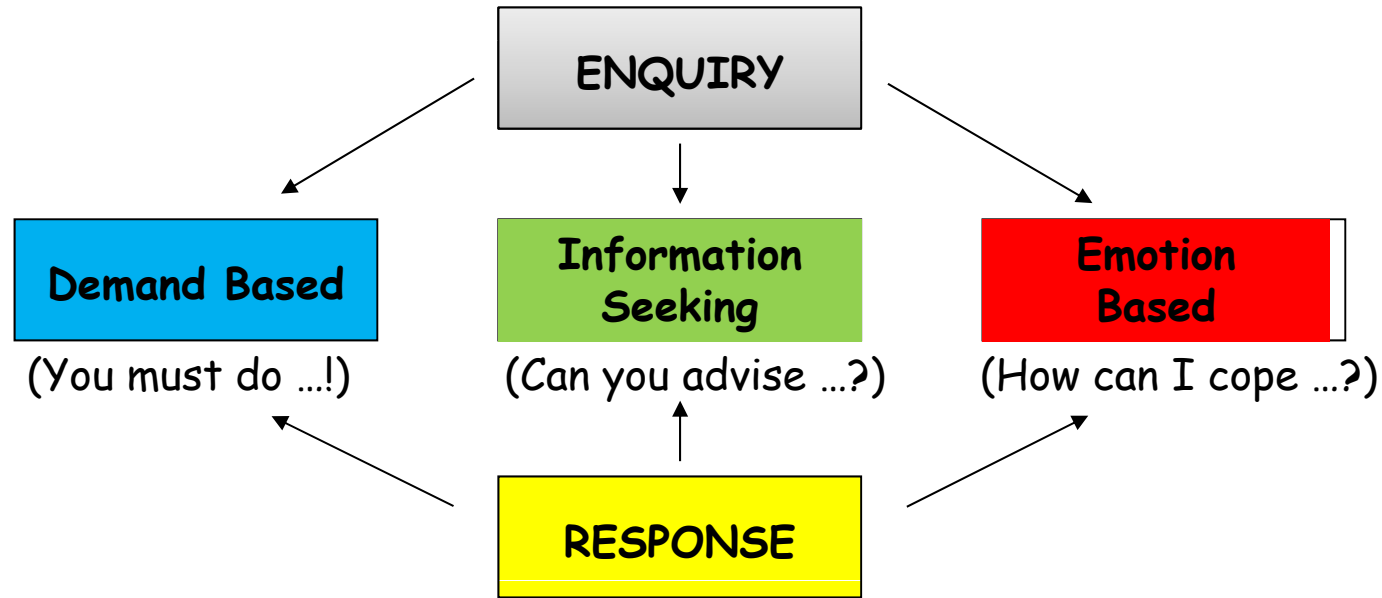 ENQUIRY
Demand Based
Information
Seeking
Emotion
Based
(You must do ...!)
(Can you advise ...?)
(How can I cope ...?)
RESPONSE